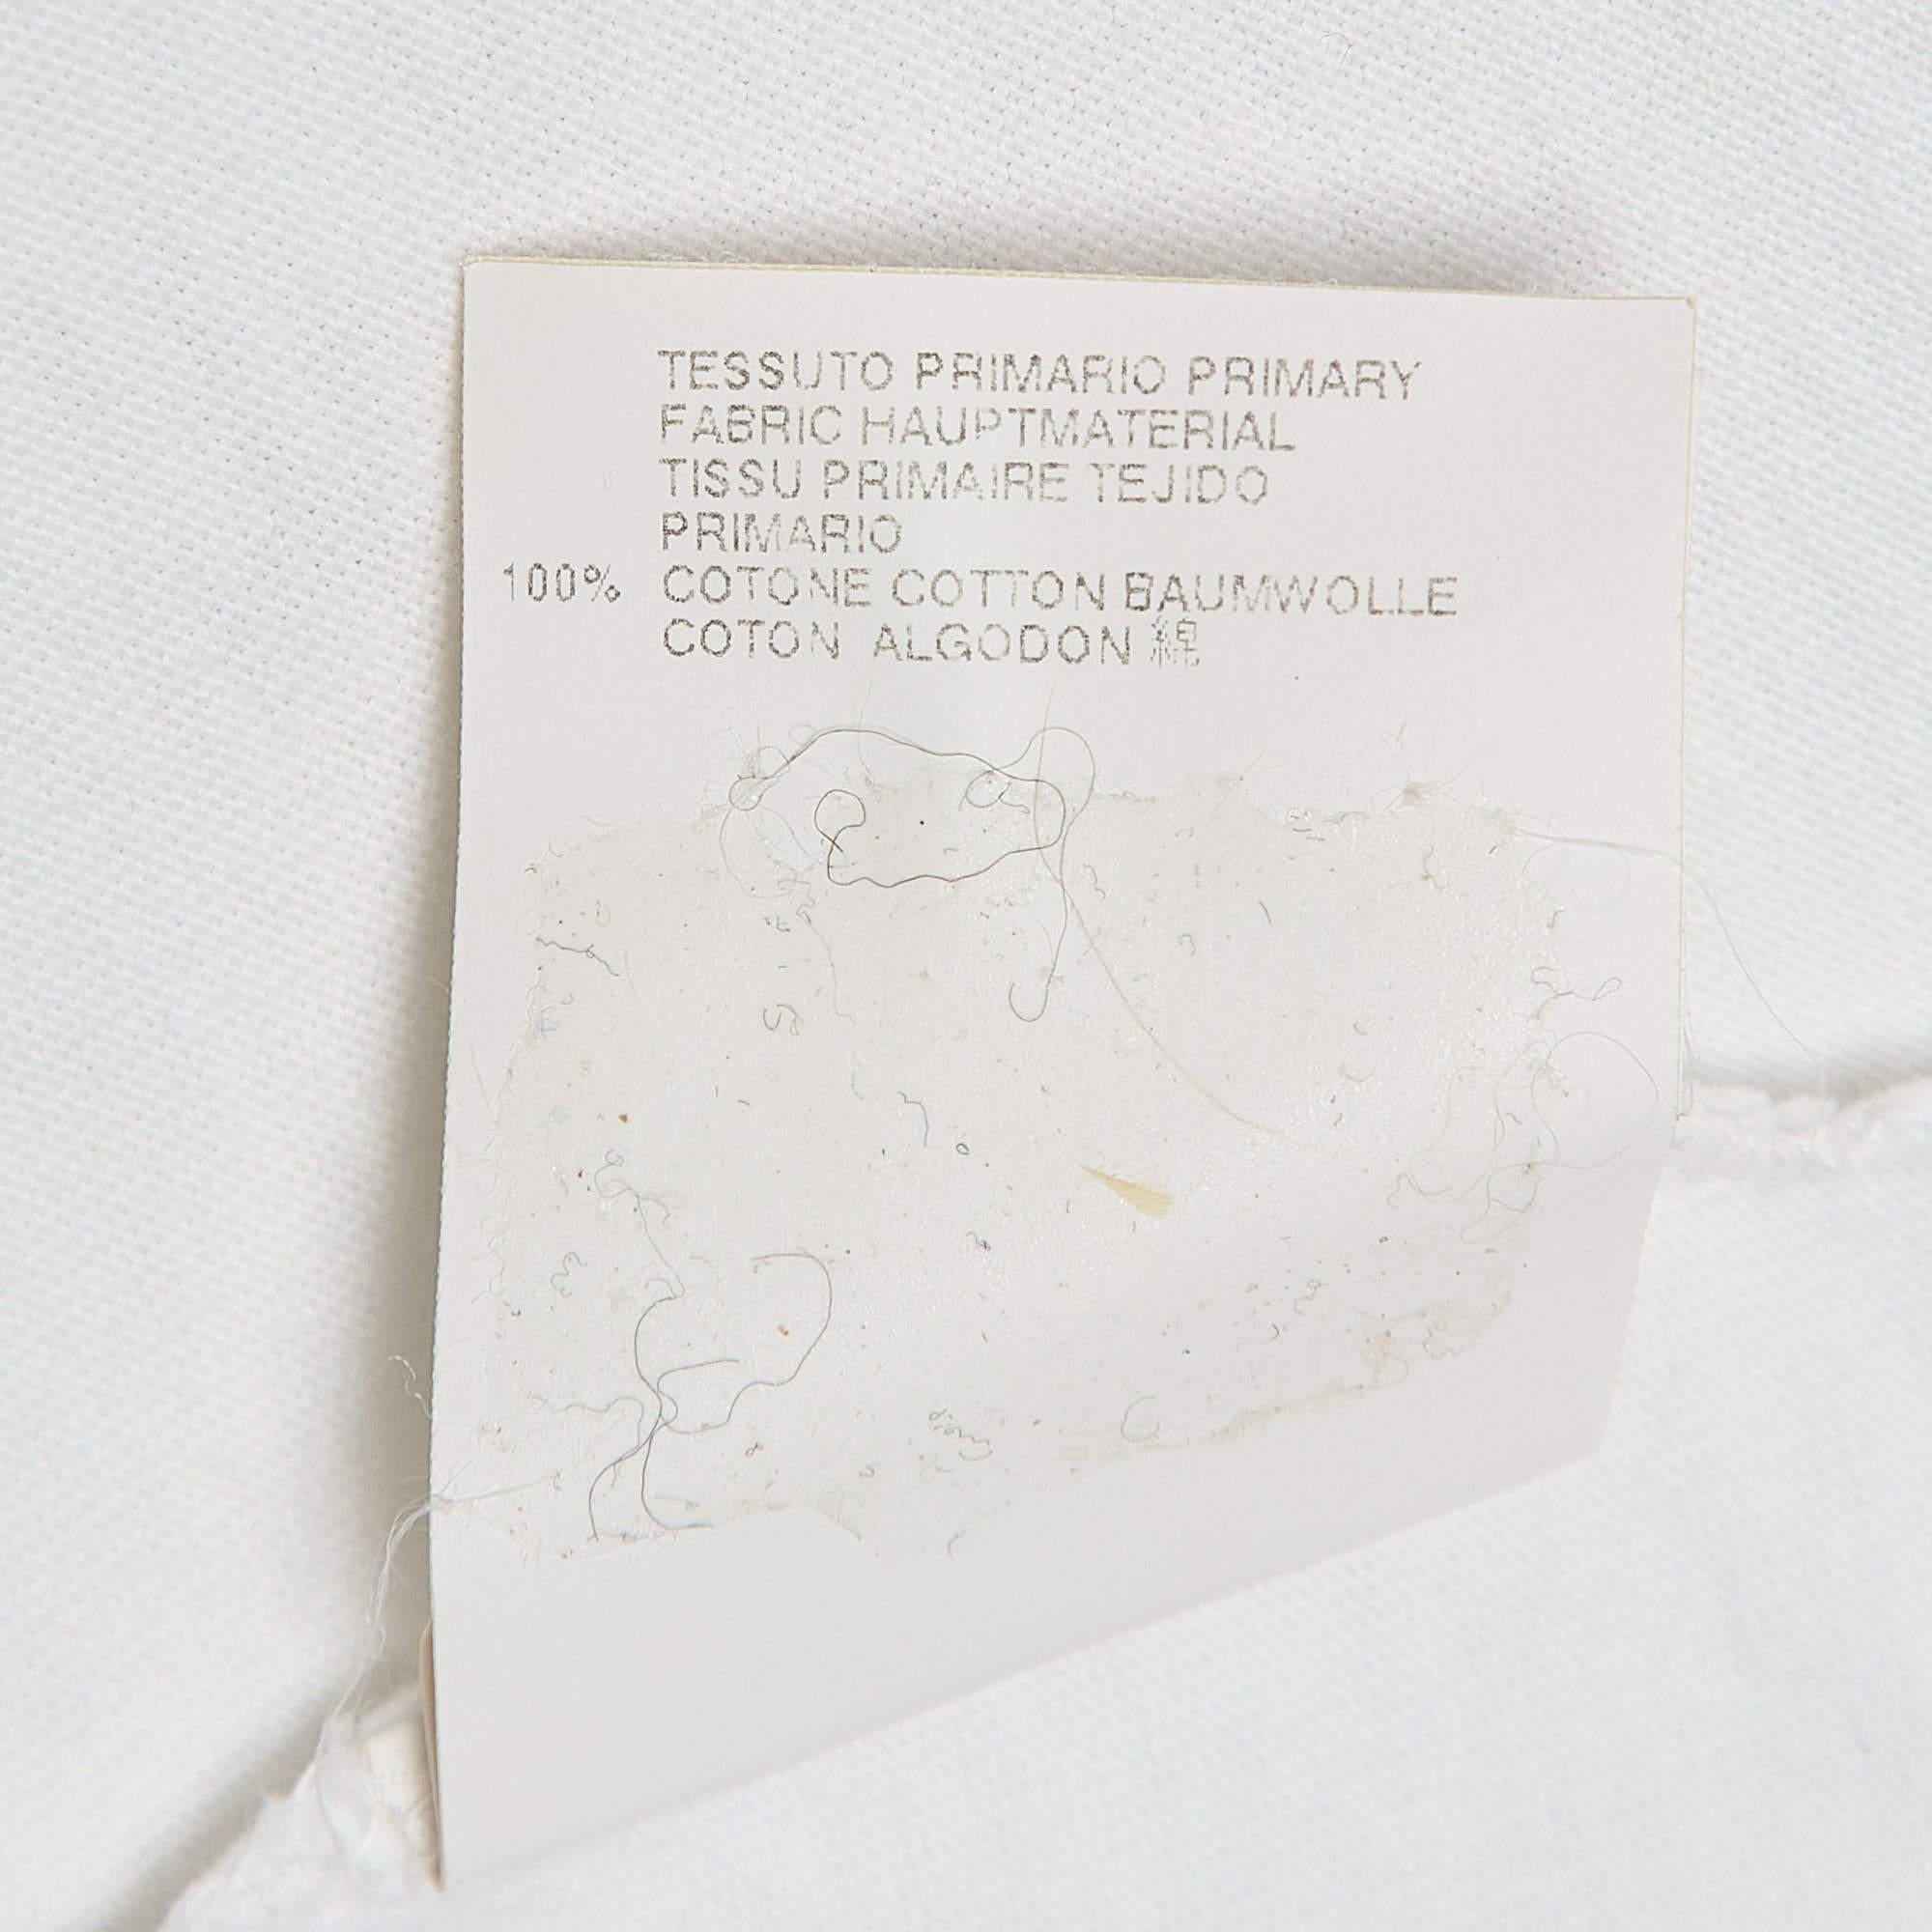 TESSUTO PRIMARIO PRIMARY
FABRIC HAUPTMATERIAL
TISSU PRIMAIRE TEJIDO
PRIMARIO
100% COTONE COTTON BAUMWOLLE
COTON ALGODON 綿